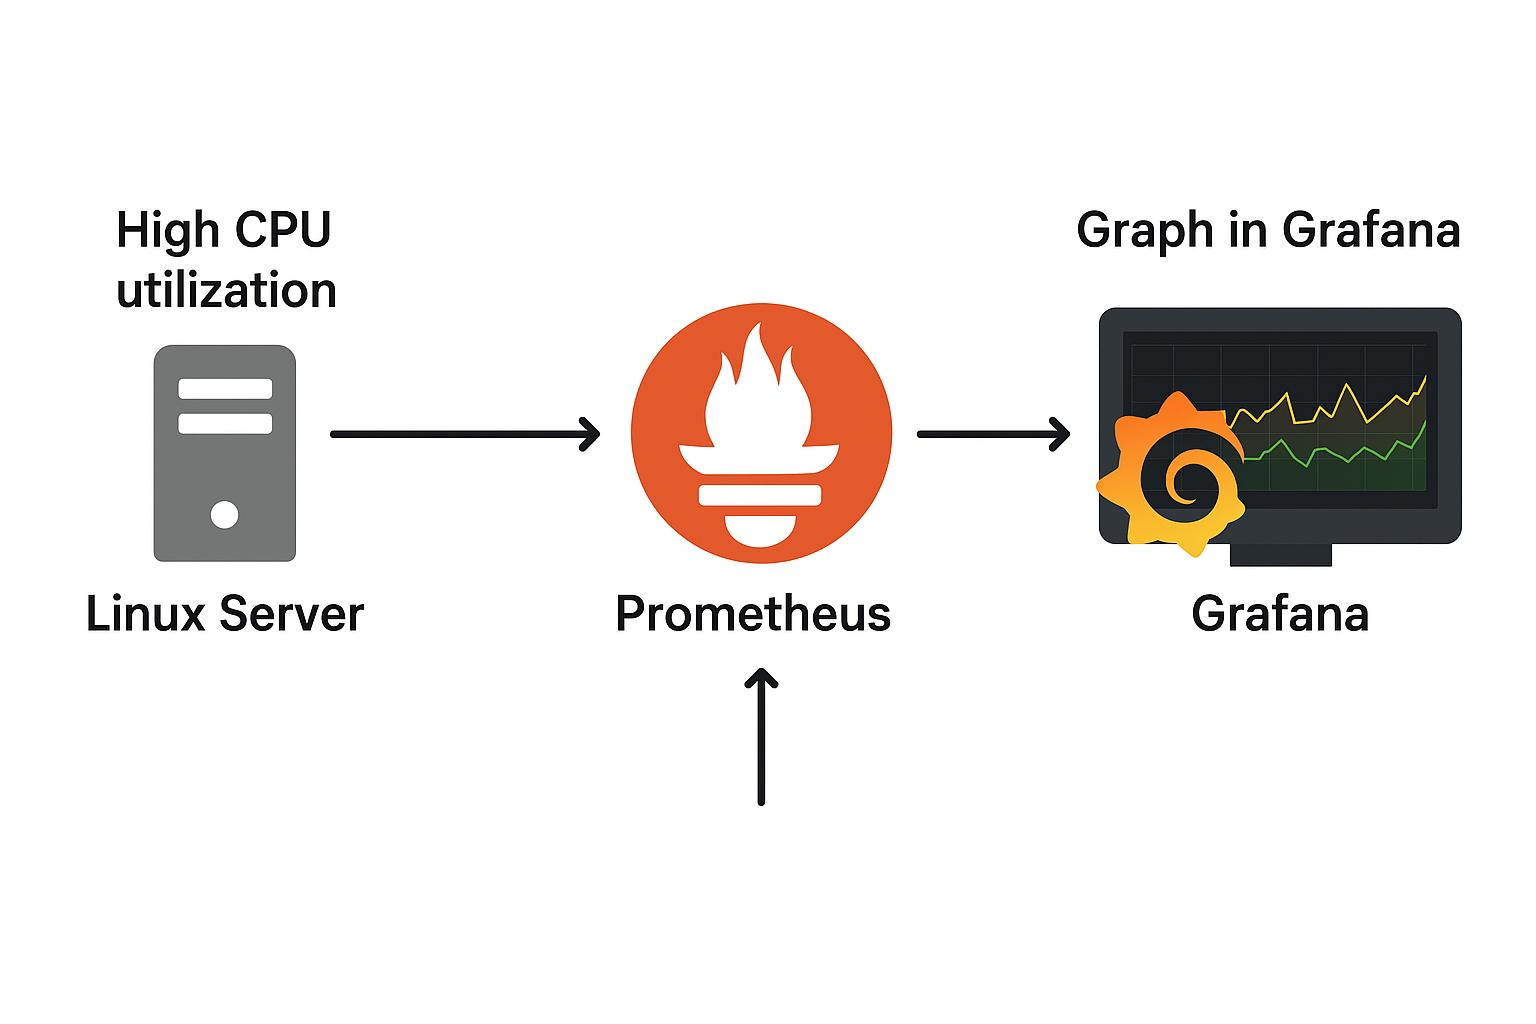 High CPU
utilization
Graph in Grafana
Linux Server
Prometheus
Grafana